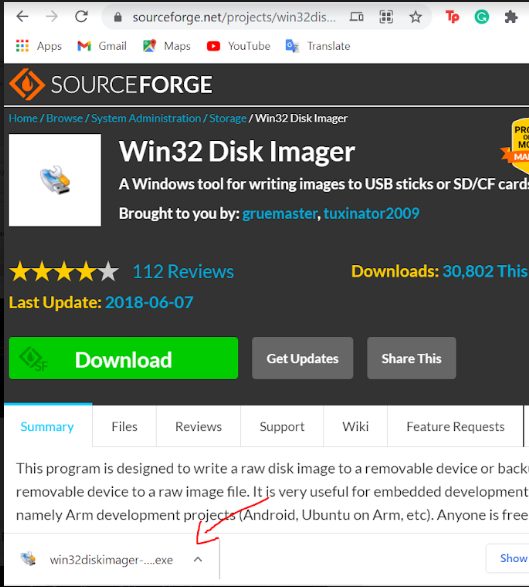 sourceforge.net/projects/win32dis...
Tp
G
Apps Gmail Maps YouTube Translate
SOURCEFORGE
Home / Browse / System Administration / Storage / Win32 Disk Imager
Win32 Disk Imager
A Windows tool for writing images to USB sticks or SD/CF cards
Brought to you by: gruemaster, tuxinator2009
112 Reviews
Downloads: 30,802 This
Last Update: 2018-06-07
SF
Download
Get Updates
Share This
Summary Files Reviews Support Wiki Feature Requests
This program is designed to write a raw disk image to a removable device or back
removable device to a raw image file. It is very useful for embedded development
namely Arm development projects (Android, Ubuntu on Arm, etc). Anyone is free
win32diskimager-....exe
Show